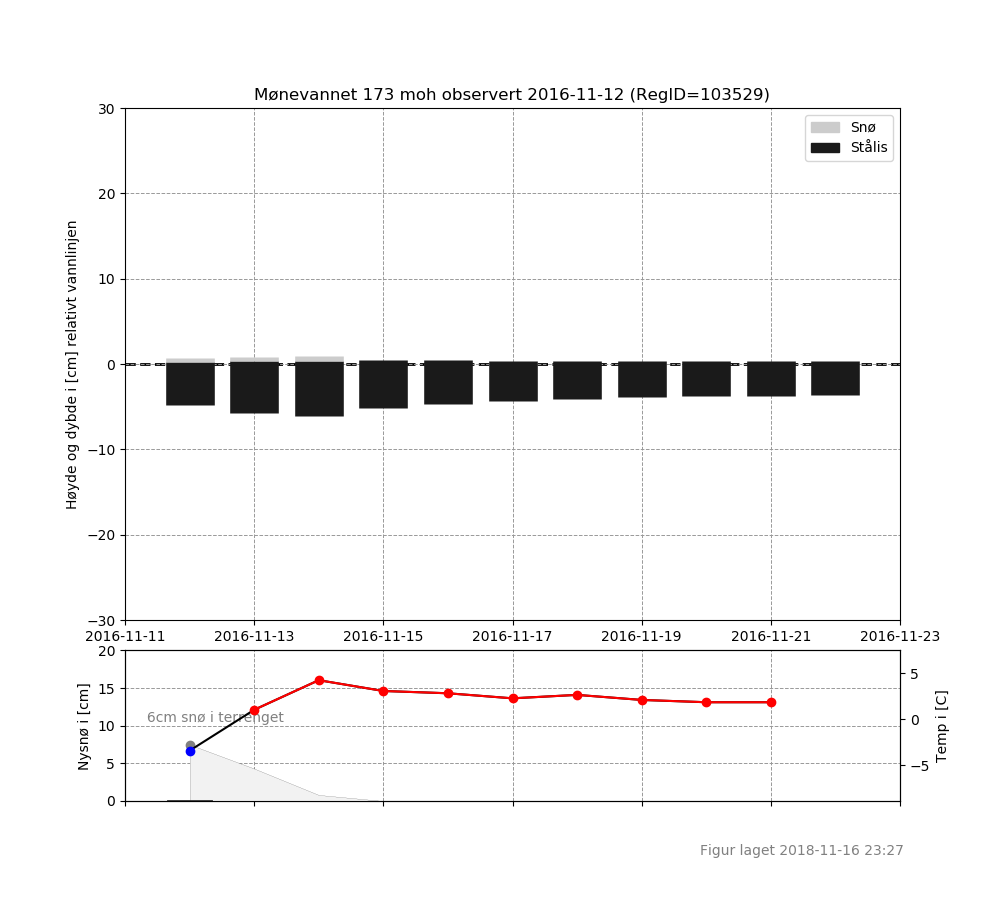 Mønevannet 173 moh observert 2016-11-12 (RegID=103529)
Snø
Stålis
Høyde og dybde i [cm] relativt vannlinjen
30
20
10
0
−10
−20
−30
2016-11-11 2016-11-13 2016-11-15 2016-11-17 2016-11-19 2016-11-21 2016-11-23
Nysnø i [cm]
20
15
10
5
0
6cm snø i terrenget
5
0
−5
Temp i [C]
Figur laget 2018-11-16 23:27